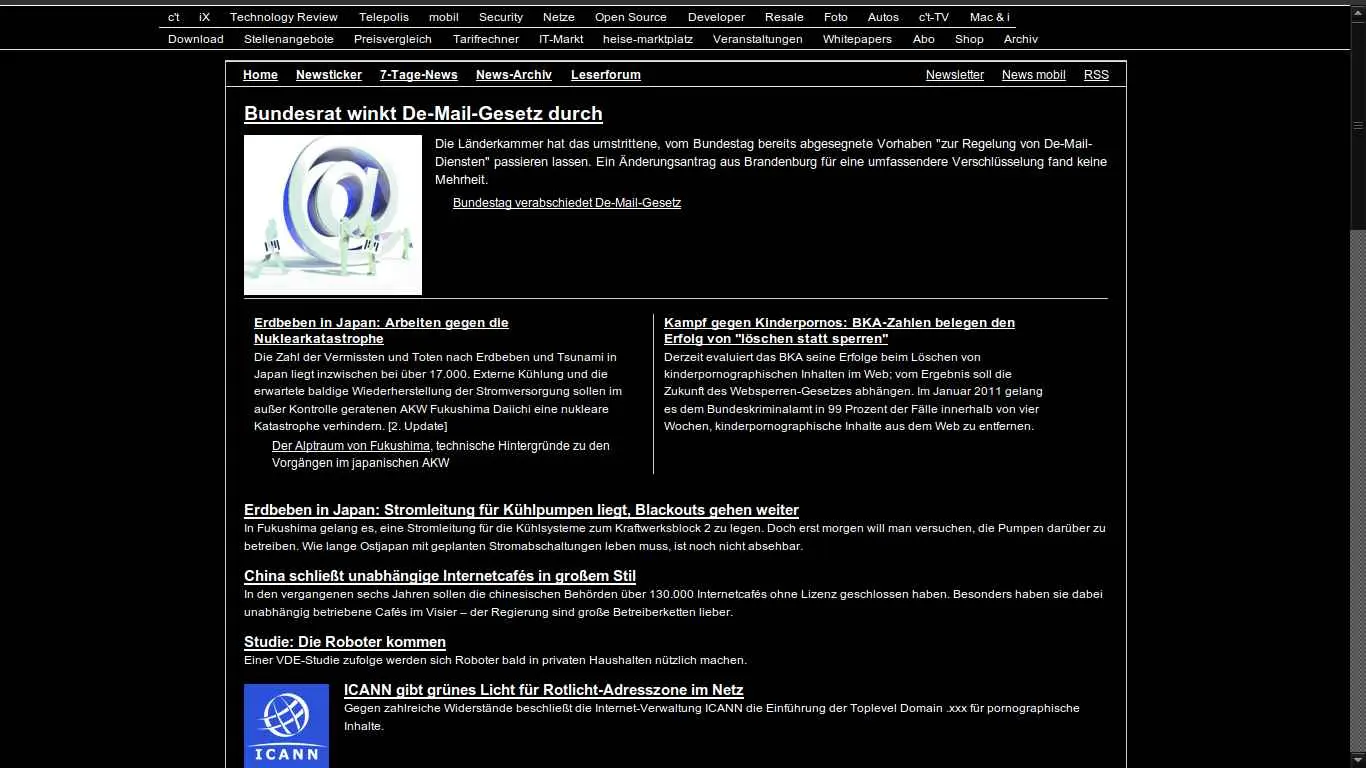 c't iX Technology Review Telepolis mobil Security Netze Open Source Developer Resale Foto Autos c't-TV Mac & i
Download Stellenangebote Preisvergleich Tarifrechner IT-Markt heise-marktplatz Veranstaltungen Whitepapers Abo Shop Archiv
Home Newsticker 7-Tage-News News-Archiv Leserforum Newsletter News mobil RSS
Bundesrat winkt De-Mail-Gesetz durch
Die Länderkammer hat das umstrittene, vom Bundestag bereits abgesegnete Vorhaben "zur Regelung von De-Mail-
Diensten" passieren lassen. Ein Änderungsantrag aus Brandenburg für eine umfassendere Verschlüsselung fand keine
Mehrheit.
Bundestag verabschiedet De-Mail-Gesetz
Erdbeben in Japan: Arbeiten gegen die
Nuklearkatastrophe
Die Zahl der Vermissten und Toten nach Erdbeben und Tsunami in
Japan liegt inzwischen bei über 17.000. Externe Kühlung und die
erwartete baldige Wiederherstellung der Stromversorgung sollen im
außer Kontrolle geratenen AKW Fukushima Daiichi eine nukleare
Katastrophe verhindern. [2. Update]
Der Alptraum von Fukushima, technische Hintergründe zu den
Vorgängen im japanischen AKW
Kampf gegen Kinderpornos: BKA-Zahlen belegen den
Erfolg von "löschen statt sperren"
Derzeit evaluiert das BKA seine Erfolge beim Löschen von
kinderpornographischen Inhalten im Web; vom Ergebnis soll die
Zukunft des Websperren-Gesetzes abhängen. Im Januar 2011 gelang
es dem Bundeskriminalamt in 99 Prozent der Fälle innerhalb von vier
Wochen, kinderpornographische Inhalte aus dem Web zu entfernen.
Erdbeben in Japan: Stromleitung für Kühlpumpen liegt, Blackouts gehen weiter
In Fukushima gelang es, eine Stromleitung für die Kühlsysteme zum Kraftwerksblock 2 zu legen. Doch erst morgen will man versuchen, die Pumpen darüber zu
betreiben. Wie lange Ostjapan mit geplanten Stromabschaltungen leben muss, ist noch nicht absehbar.
China schließt unabhängige Internetcafés in großem Stil
In den vergangenen sechs Jahren sollen die chinesischen Behörden über 130.000 Internetcafés ohne Lizenz geschlossen haben. Besonders haben sie dabei
unabhängig betriebene Cafés im Visier – der Regierung sind große Betreiberketten lieber.
Studie: Die Roboter kommen
Einer VDE-Studie zufolge werden sich Roboter bald in privaten Haushalten nützlich machen.
ICANN gibt grünes Licht für Rotlicht-Adresszone im Netz
Gegen zahlreiche Widerstände beschließt die Internet-Verwaltung ICANN die Einführung der Toplevel Domain .xxx für pornographische
Inhalte.
ICANN